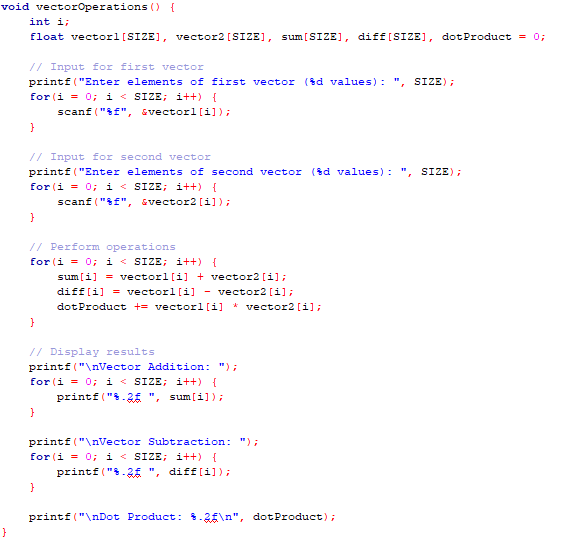 void vectorOperations() {
    int i;
    float vector1[SIZE], vector2[SIZE], sum[SIZE], diff[SIZE], dotProduct = 0;

    // Input for first vector
    printf("Enter elements of first vector (%d values): ", SIZE);
    for(i = 0; i < SIZE; i++) {
        scanf("%f", &vector1[i]);
    }

    // Input for second vector
    printf("Enter elements of second vector (%d values): ", SIZE);
    for(i = 0; i < SIZE; i++) {
        scanf("%f", &vector2[i]);
    }

    // Perform operations
    for(i = 0; i < SIZE; i++) {
        sum[i] = vector1[i] + vector2[i];
        diff[i] = vector1[i] - vector2[i];
        dotProduct += vector1[i] * vector2[i];
    }

    // Display results
    printf("\nVector Addition: ");
    for(i = 0; i < SIZE; i++) {
        printf("%.2f ", sum[i]);
    }

    printf("\nVector Subtraction: ");
    for(i = 0; i < SIZE; i++) {
        printf("%.2f ", diff[i]);
    }

    printf("\nDot Product: %.2f\n", dotProduct);
}